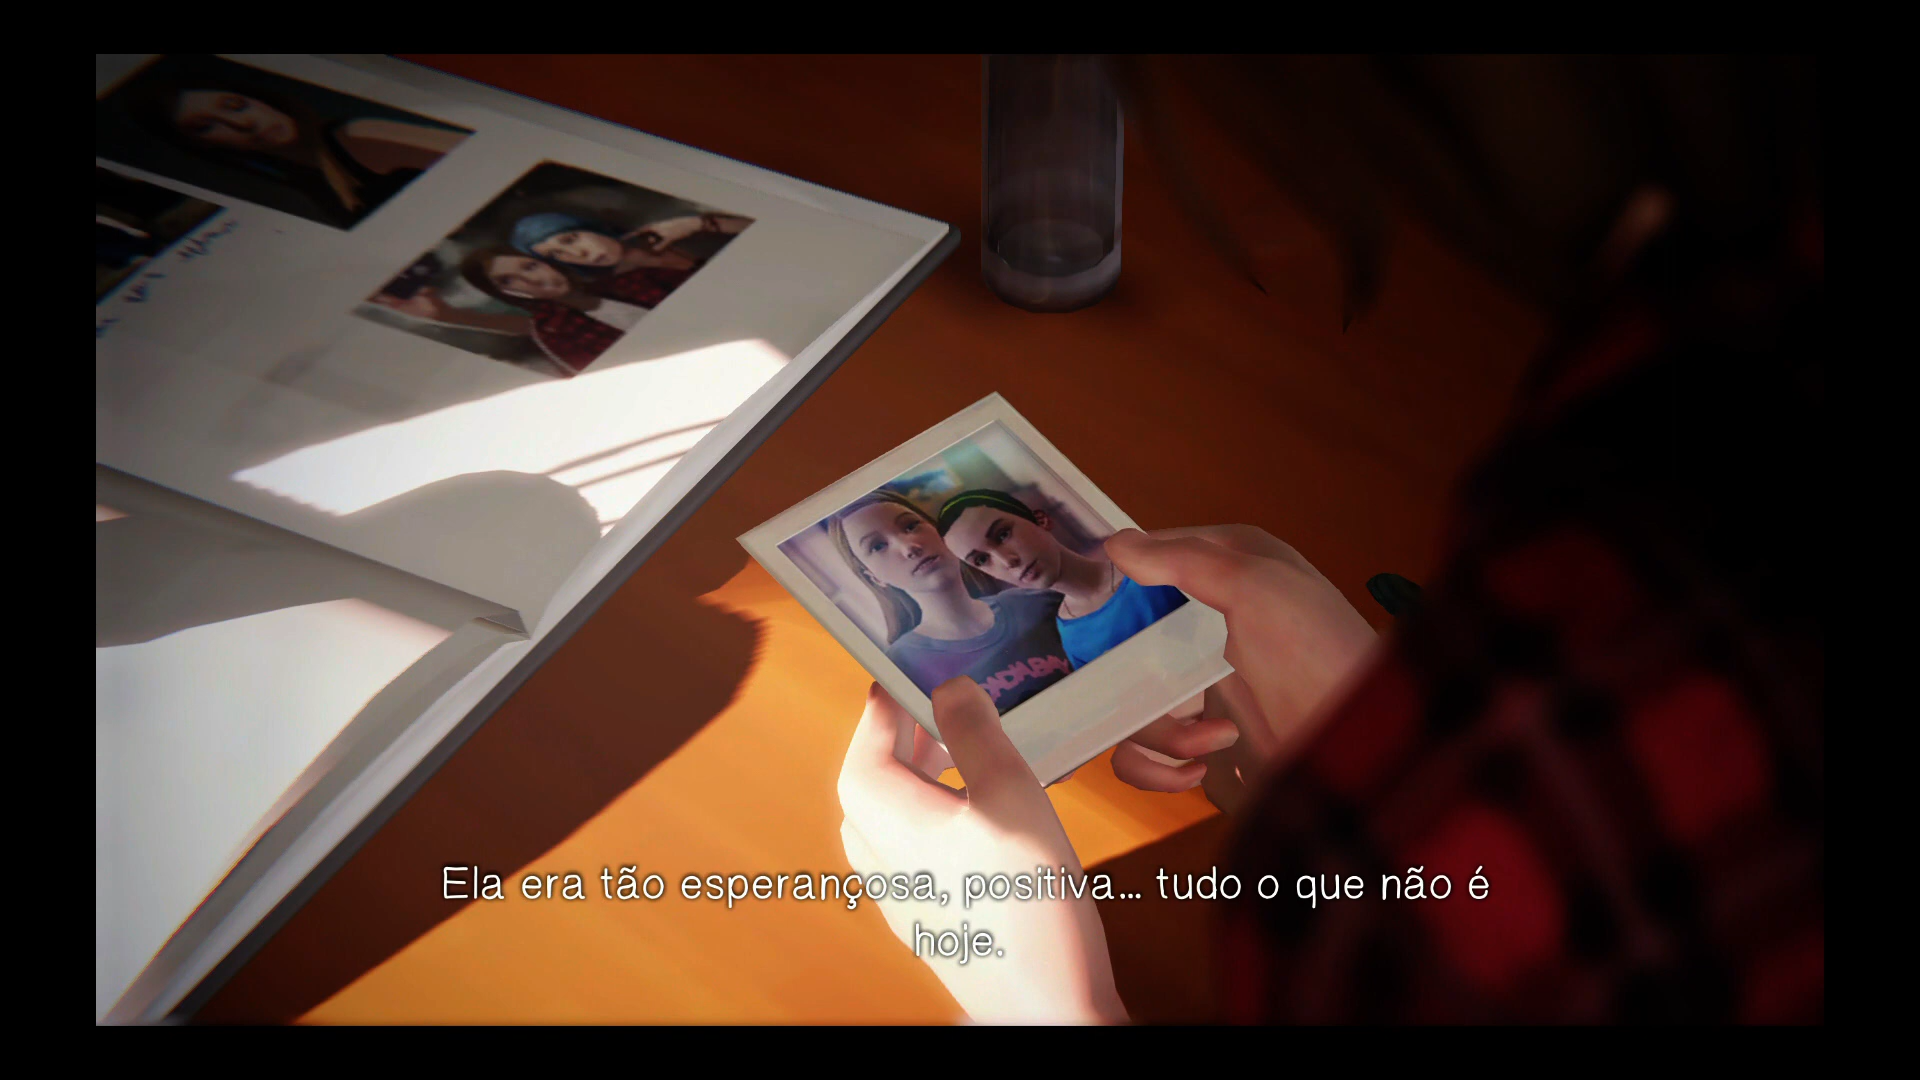 Ela era tão esperançosa, positiva... tudo o que não é
hoje.